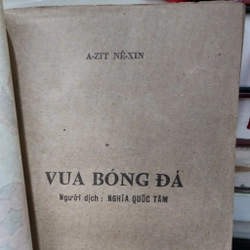 A-ZIT NÊ-XIN
VUA BÓNG ĐÁ
Người dịch : NGHĨA QUỐC TÂM